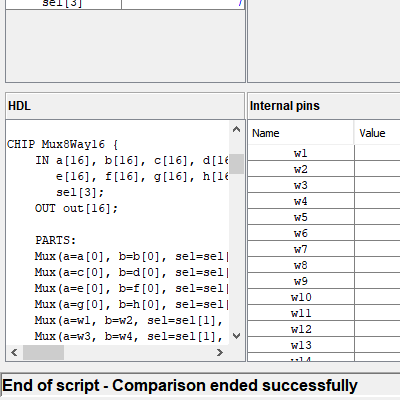 sel[3] 7
HDL
CHIP Mux8Way16 {
IN a[16], b[16], c[16], d[16
e[16], f[16], g[16], h[16
sel[3];
OUT out[16];
PARTS:
Mux(a=a[0], b=b[0], sel=sel[
Mux(a=c[0], b=d[0], sel=sel[
Mux(a=e[0], b=f[0], sel=sel[
Mux(a=g[0], b=h[0], sel=sel[
Mux(a=w1, b=w2, sel=sel[1],
Mux(a=w3, b=w4, sel=sel[1],
Internal pins
Name Value
w1
w2
w3
w4
w5
w6
w7
w8
w9
w10
w11
w12
w13
w14
End of script - Comparison ended successfully